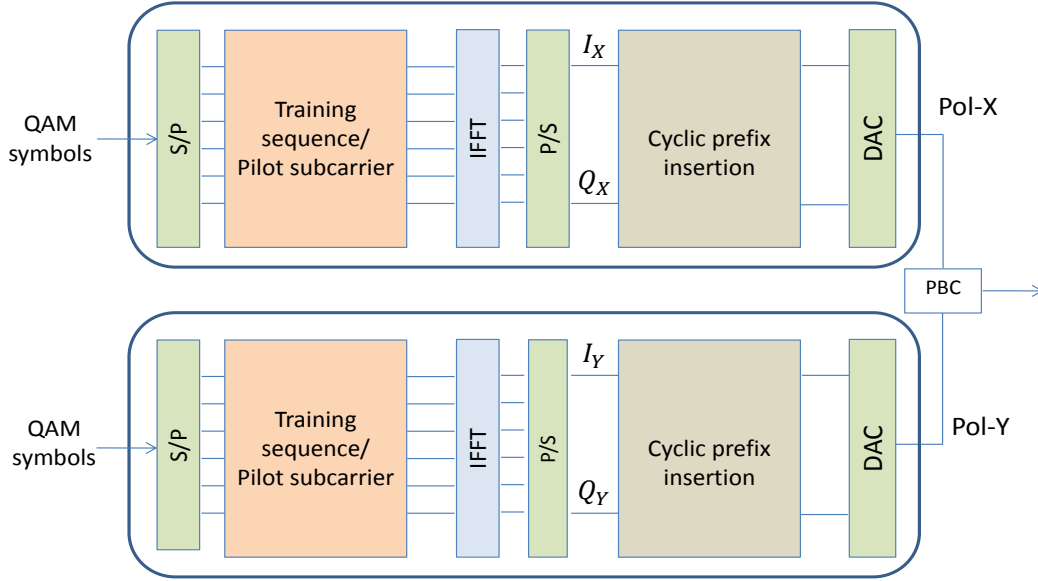 QAM
symbols
S/P
Training
sequence/
Pilot subcarrier
IFFT
P/S
I_X
Q_X
Cyclic prefix
insertion
DAC
Pol-X
PBC
QAM
symbols
S/P
Training
sequence/
Pilot subcarrier
IFFT
P/S
I_Y
Q_Y
Cyclic prefix
insertion
DAC
Pol-Y